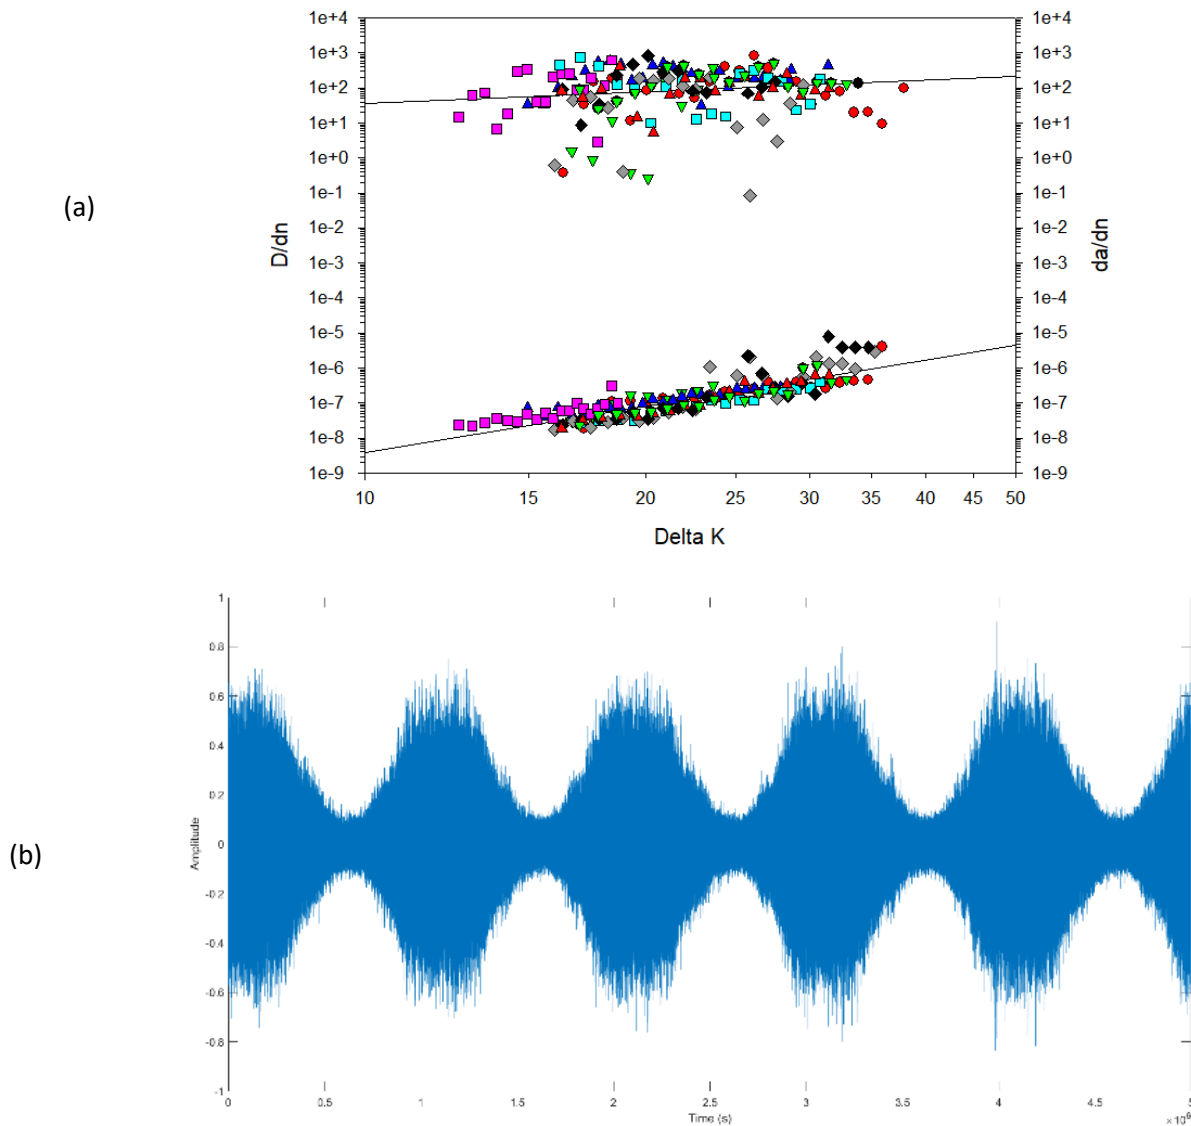 (a)
1e+4 1e+4
1e+3 1e+3
1e+2 1e+2
1e+1 1e+1
1e+0 1e+0
1e-1 1e-1
1e-2 1e-2
1e-3 1e-3
1e-4 1e-4
1e-5 1e-5
1e-6 1e-6
1e-7 1e-7
1e-8 1e-8
1e-9 1e-9
D/dn
da/dn
10 15 20 25 30 35 40 45 50
Delta K
(b)
1
0.8
0.6
0.4
0.2
0
-0.2
-0.4
-0.6
-0.8
-1
Amplitude
0 0.5 1 1.5 2 2.5 3 3.5 4 4.5 5
Time (s)
×10⁶